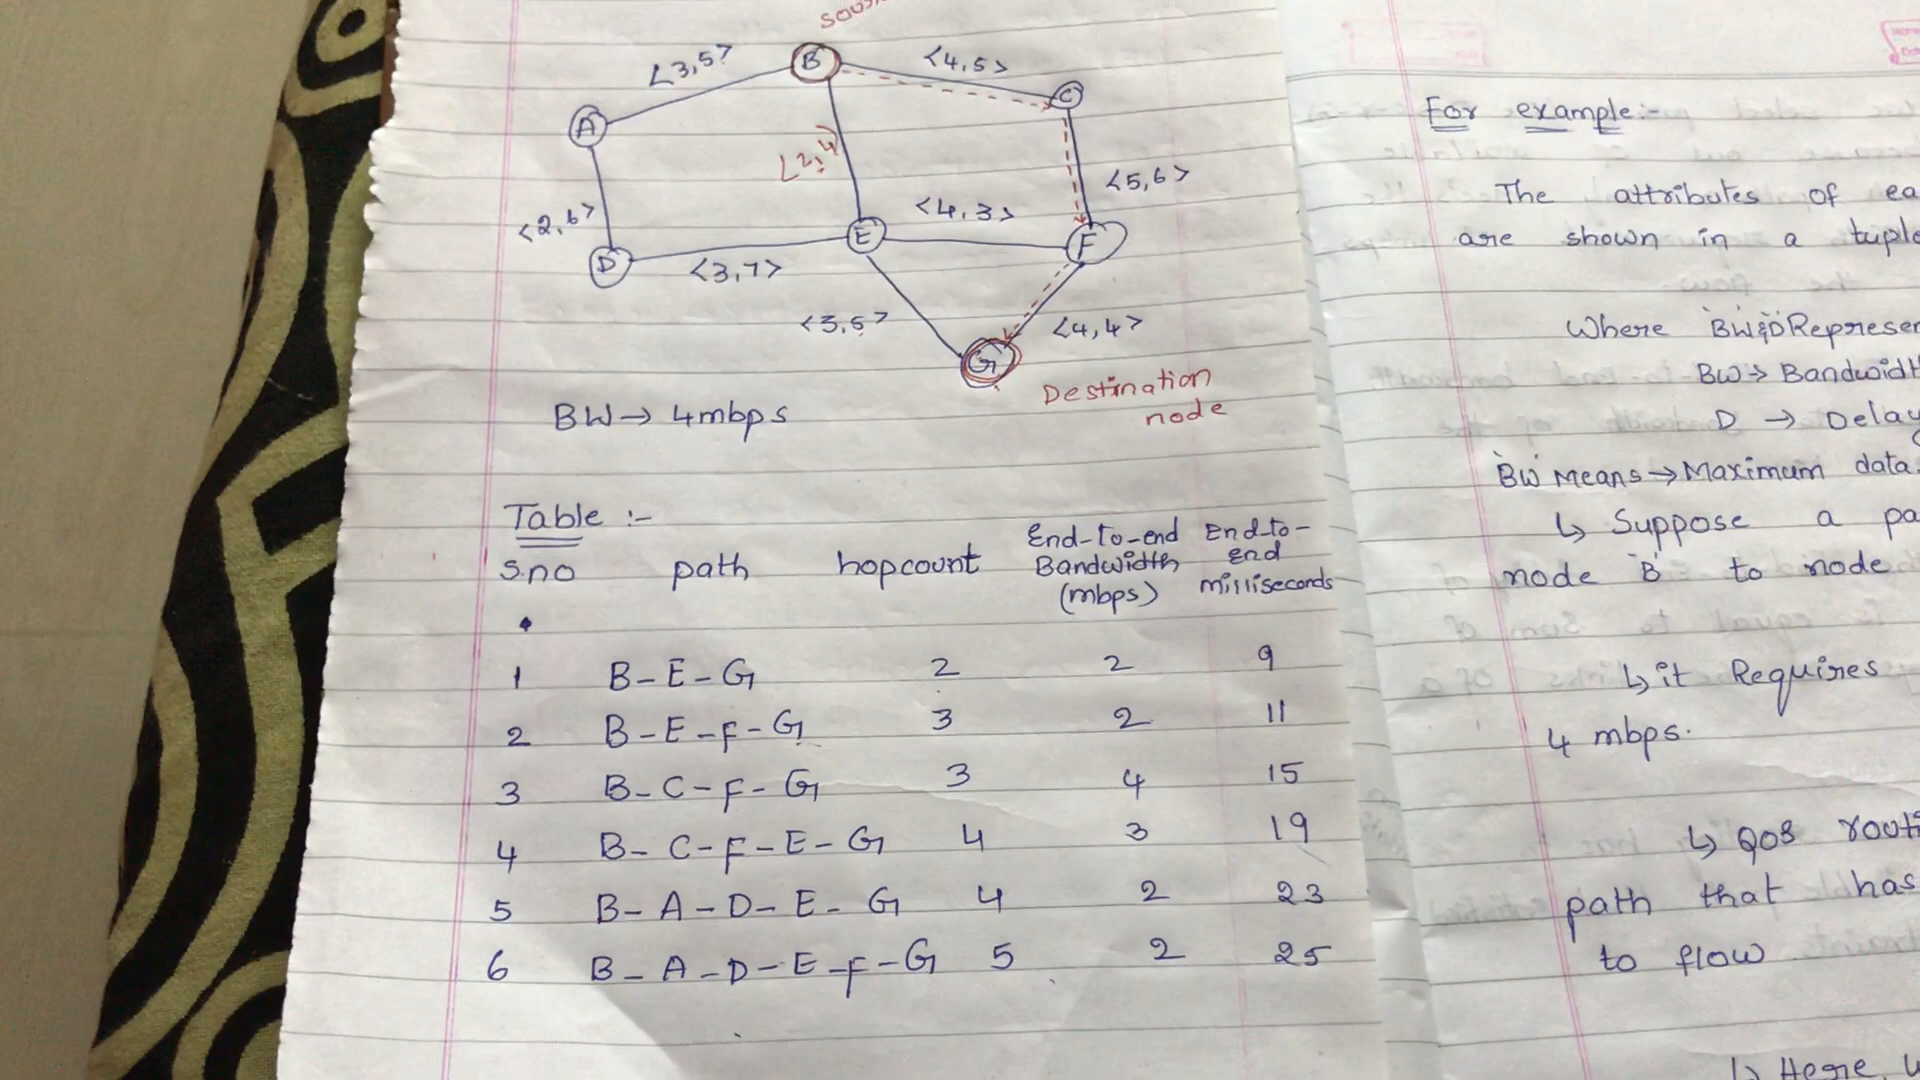 <3,5>
B
<4,5>
A
C
<2,4>
<5,6>
<2,6>
<4,3>
E
F
D
<3,7>
<3,5>
<4,4>
G
BW → 4mbps
Destination
node
Table :-
S.no path hopcount End-to-end Bandwidth (mbps) End-to-end milliseconds
1 B-E-G 2 2 9
2 B-E-F-G 3 2 11
3 B-C-F-G 3 4 15
4 B-C-F-E-G 4 3 19
5 B-A-D-E-G 4 2 23
6 B-A-D-E-F-G 5 2 25
For example:-
The attributes of
are shown in a
Where BW&D
BW→
D →
BW Means → Maximum data
↳ Suppose a
node B to node
↳ it Requires
4 mbps.
↳ QoS
path that has
to flow
↳ Here,